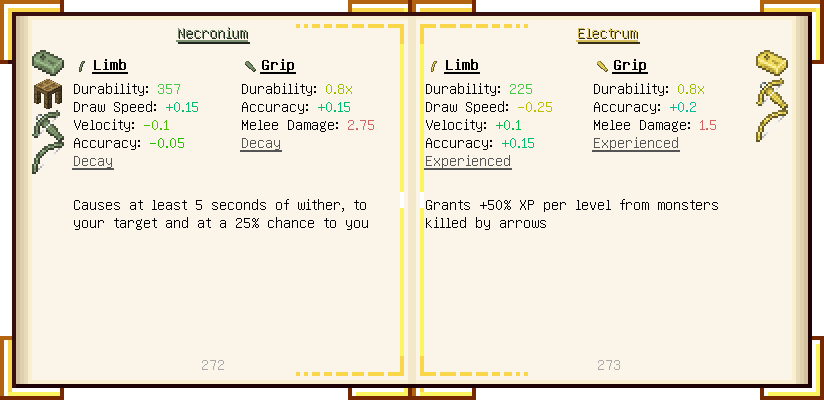 Necronium
Limb
Durability: 357
Draw Speed: +0.15
Velocity: -0.1
Accuracy: -0.05
Decay
Grip
Durability: 0.8x
Accuracy: +0.15
Melee Damage: 2.75
Decay
Causes at least 5 seconds of wither, to
your target and at a 25% chance to you
272
Electrum
Limb
Durability: 225
Draw Speed: -0.25
Velocity: +0.1
Accuracy: +0.15
Experienced
Grip
Durability: 0.8x
Accuracy: +0.2
Melee Damage: 1.5
Experienced
Grants +50% XP per level from monsters
killed by arrows
273